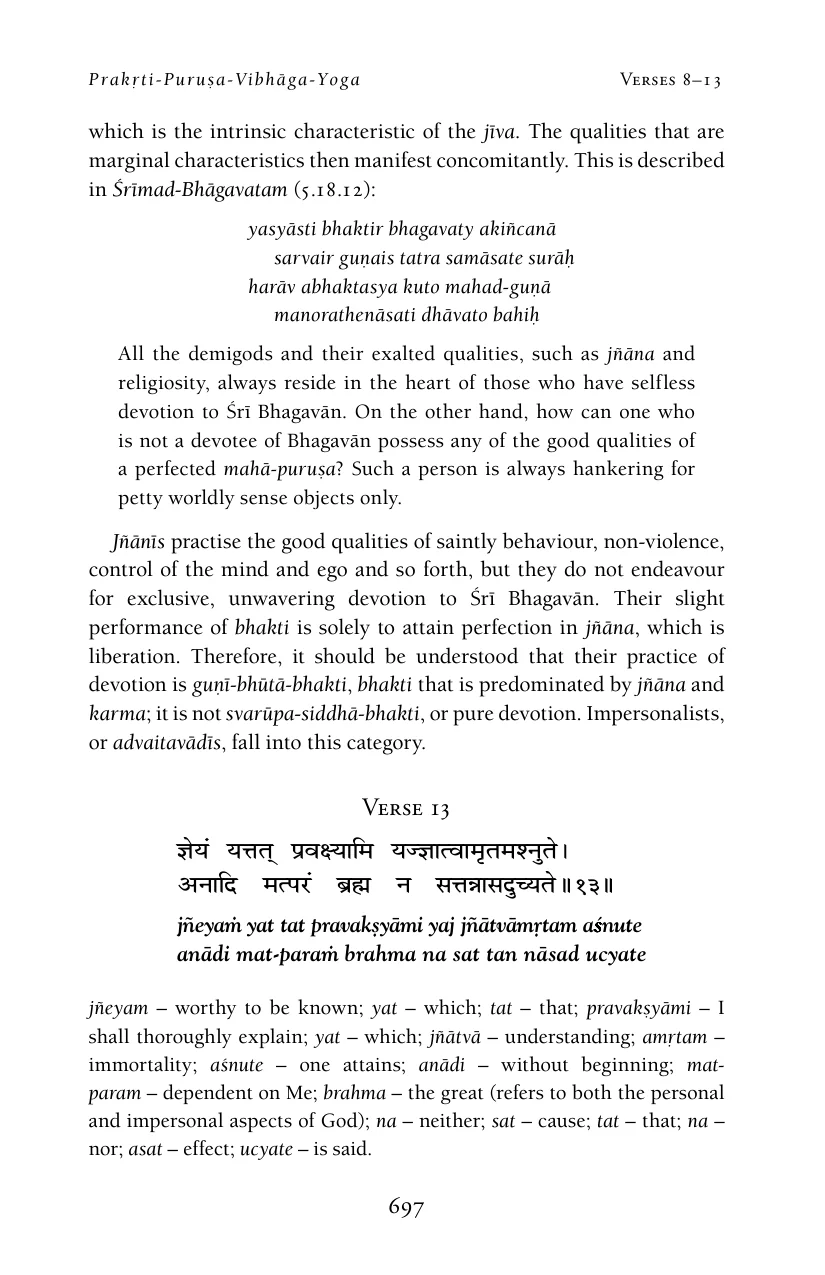 Prakṛti-Puruṣa-Vibhāga-Yoga Verses 8–13
which is the intrinsic characteristic of the jīva. The qualities that are
marginal characteristics then manifest concomitantly. This is described
in Śrīmad-Bhāgavatam (5.18.12):
yasyāsti bhaktir bhagavaty akiñcanā
sarvair guṇais tatra samāsate surāḥ
harāv abhaktasya kuto mahad-guṇā
manorathenāsati dhāvato bahiḥ
All the demigods and their exalted qualities, such as jñāna and
religiosity, always reside in the heart of those who have selfless
devotion to Śrī Bhagavān. On the other hand, how can one who
is not a devotee of Bhagavān possess any of the good qualities of
a perfected mahā-puruṣa? Such a person is always hankering for
petty worldly sense objects only.
Jñānīs practise the good qualities of saintly behaviour, non-violence,
control of the mind and ego and so forth, but they do not endeavour
for exclusive, unwavering devotion to Śrī Bhagavān. Their slight
performance of bhakti is solely to attain perfection in jñāna, which is
liberation. Therefore, it should be understood that their practice of
devotion is guṇī-bhūtā-bhakti, bhakti that is predominated by jñāna and
karma; it is not svarūpa-siddhā-bhakti, or pure devotion. Impersonalists,
or advaitavādīs, fall into this category.
Verse 13
ज्ञेयं यत्तत् प्रवक्ष्यामि यज्ज्ञात्वामृतमश्नुते।
अनादि मत्परं ब्रह्म न सत्तन्नासदुच्यते॥१३॥
jñeyaṁ yat tat pravakṣyāmi yaj jñātvāmṛtam aśnute
anādi mat-paraṁ brahma na sat tan nāsad ucyate
jñeyam – worthy to be known; yat – which; tat – that; pravakṣyāmi – I
shall thoroughly explain; yat – which; jñātvā – understanding; amṛtam –
immortality; aśnute – one attains; anādi – without beginning; mat-
param – dependent on Me; brahma – the great (refers to both the personal
and impersonal aspects of God); na – neither; sat – cause; tat – that; na –
nor; asat – effect; ucyate – is said.
697